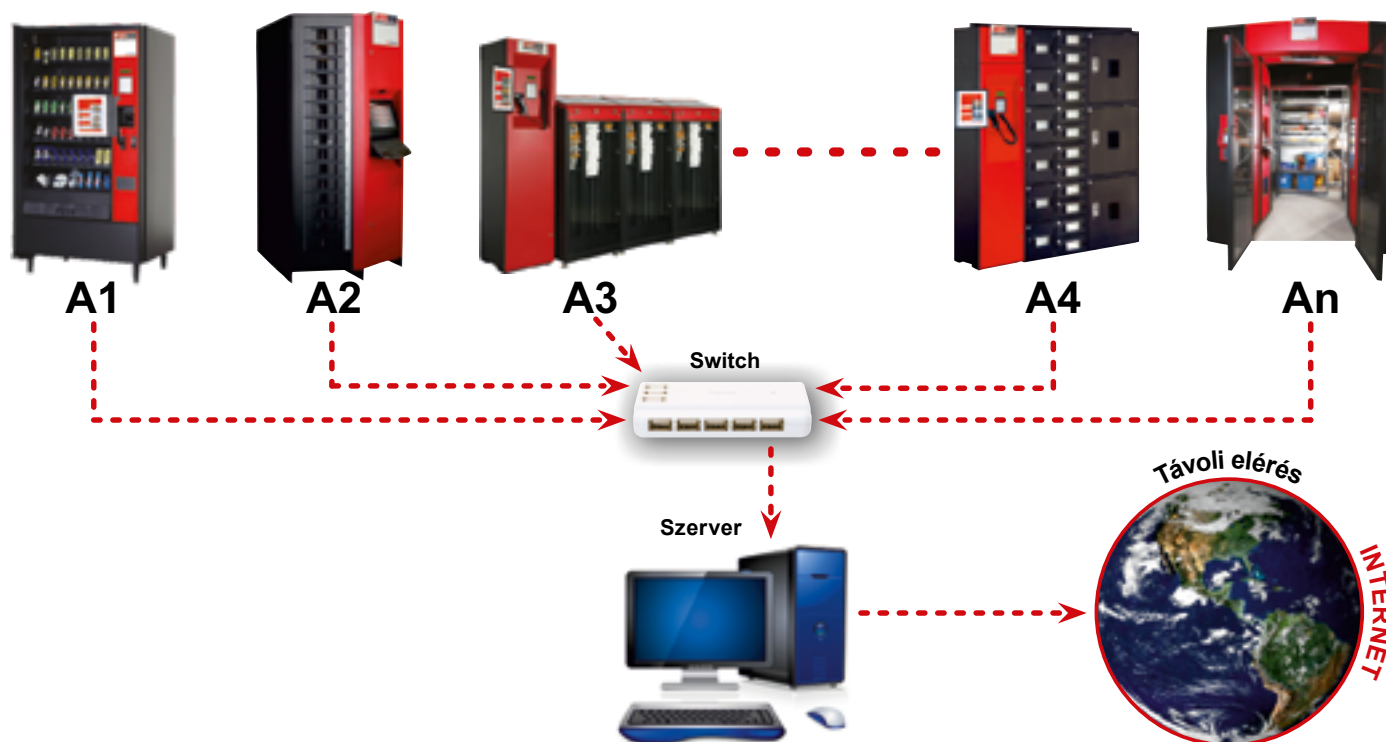 A1
A2
A3
A4
An
Switch
Szerver
Távoli elérés
INTERNET